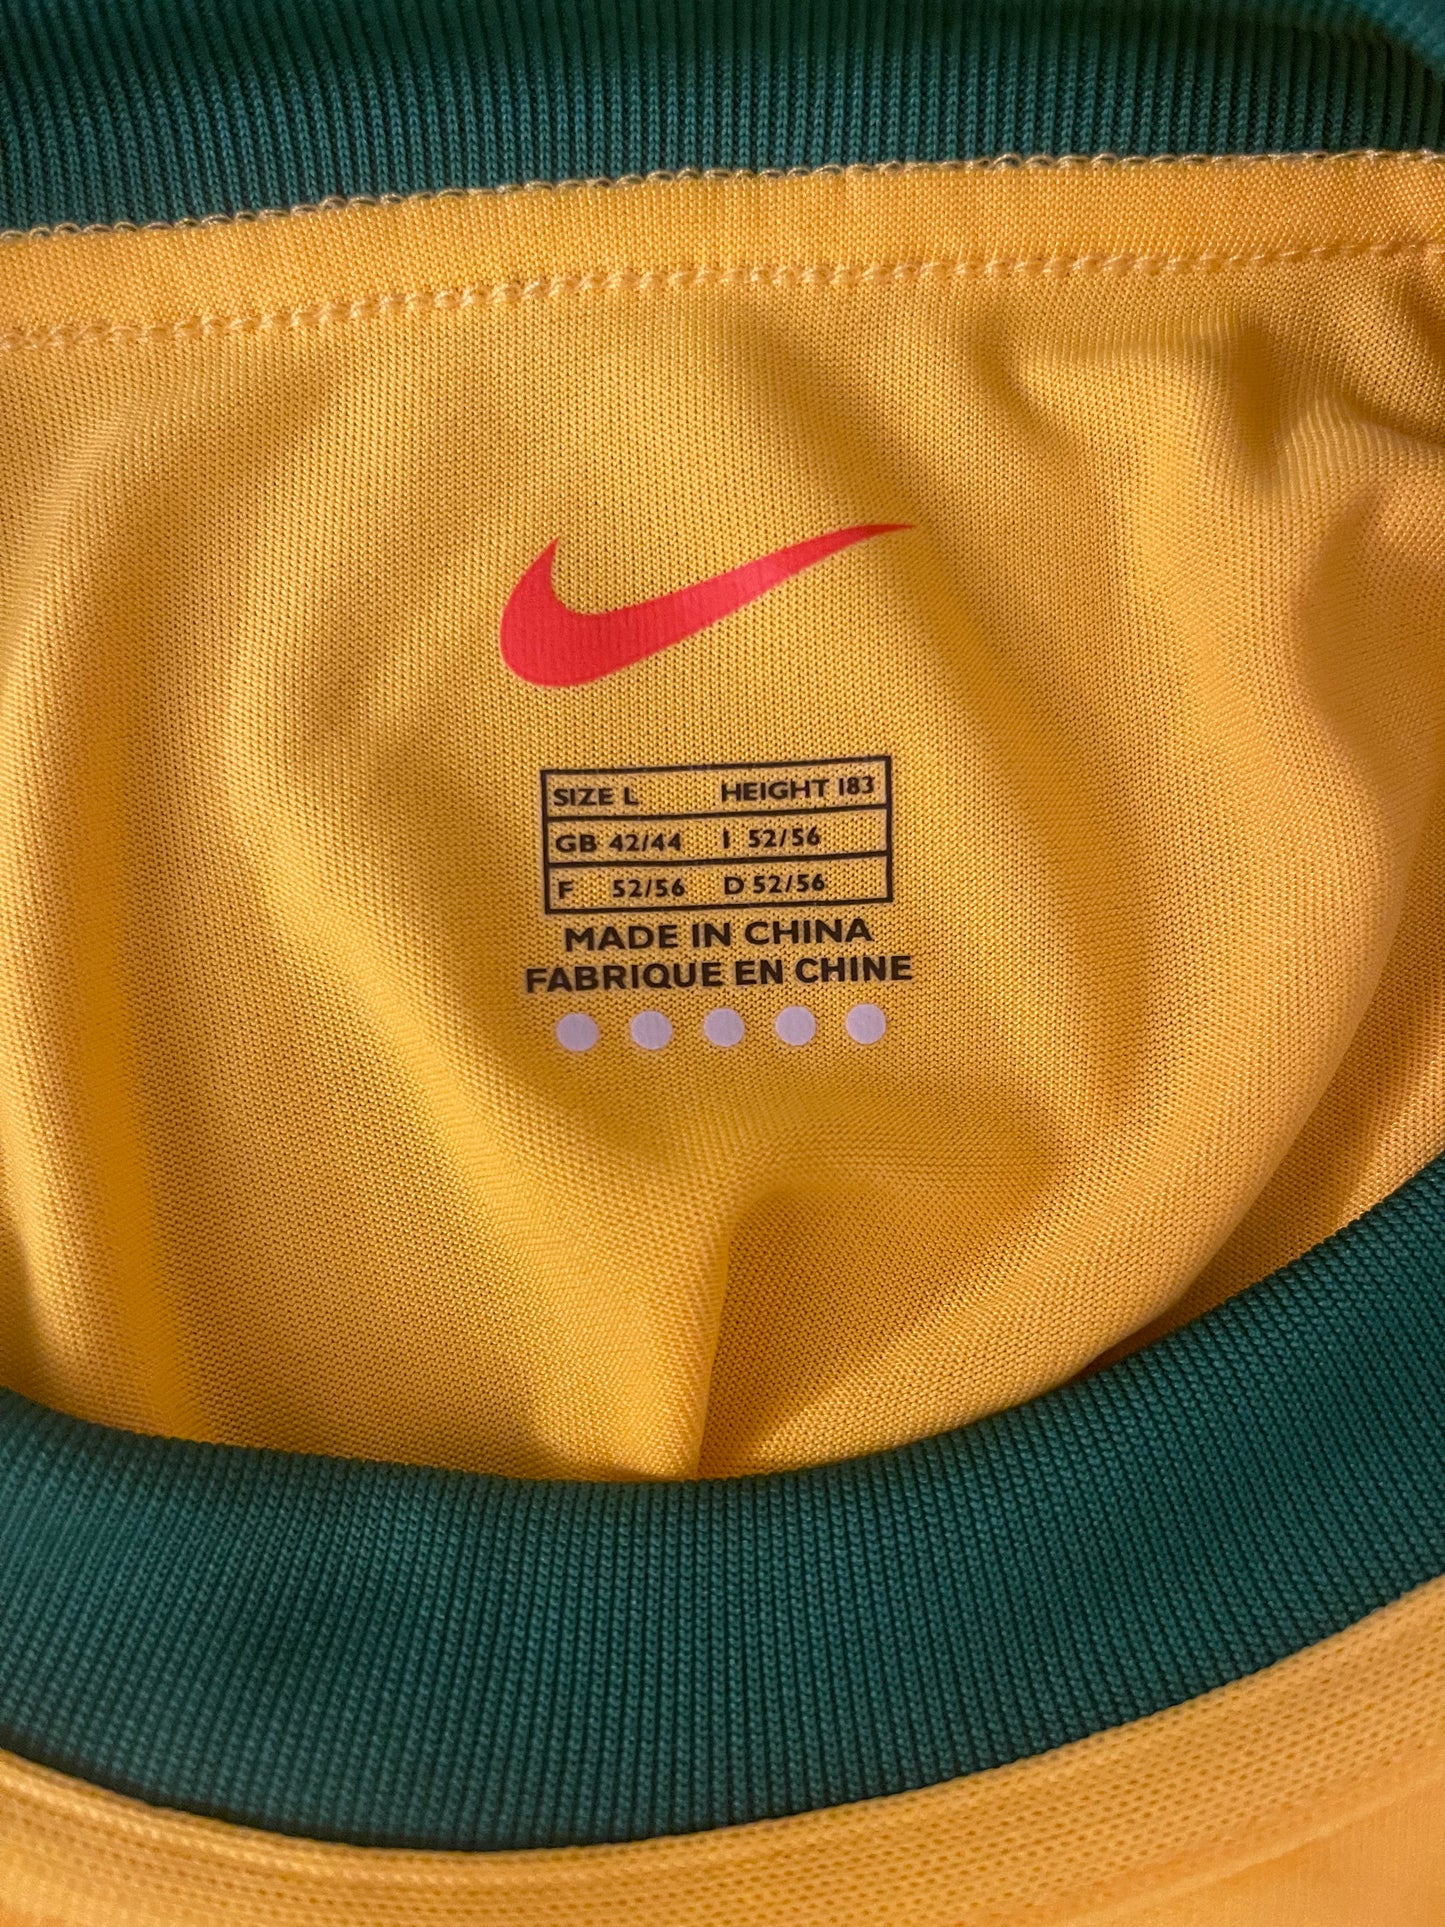 SIZE L HEIGHT 183
GB 42/44 I 52/56
F 52/56 D 52/56
MADE IN CHINA
FABRIQUE EN CHINE